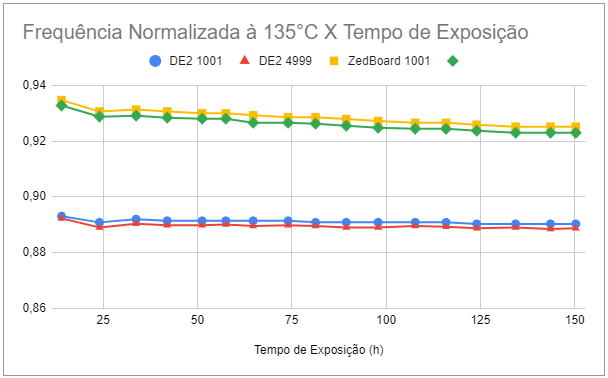 Frequência Normalizada à 135°C X Tempo de Exposição
DE2 1001 DE2 4999 ZedBoard 1001
0,94
0,92
0,90
0,88
0,86
25 50 75 100 125 150
Tempo de Exposição (h)